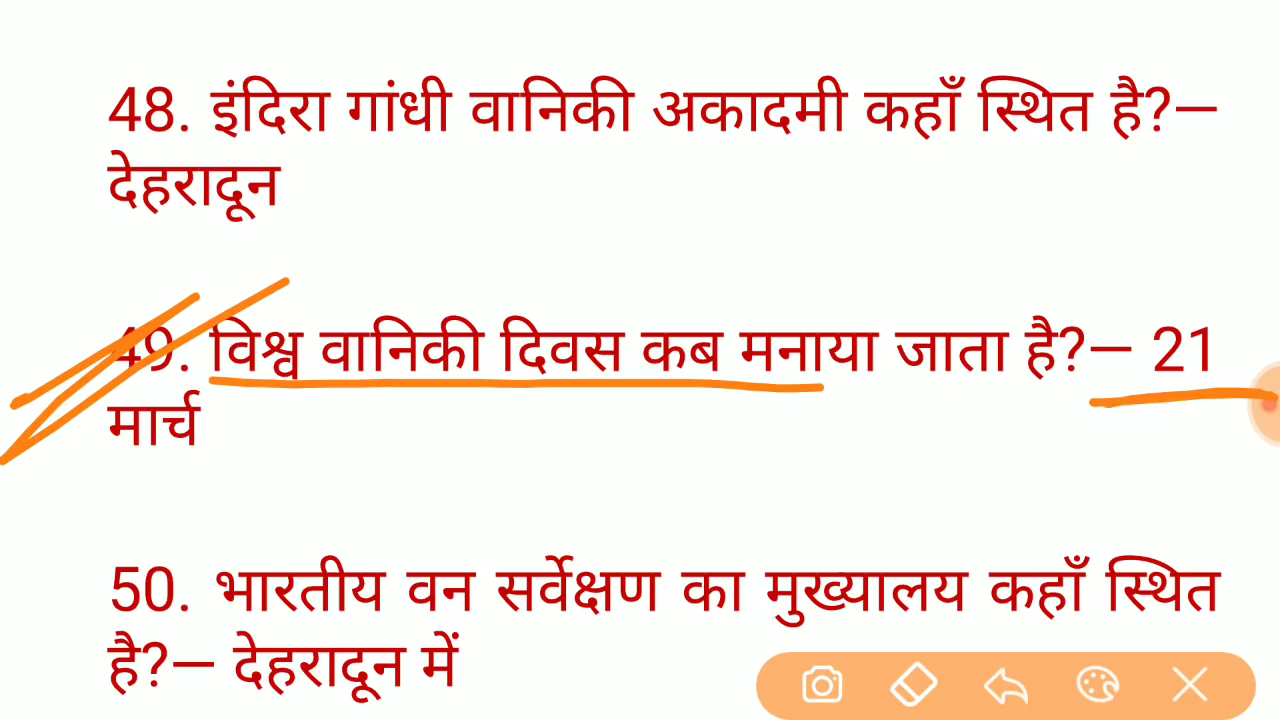 48. इंदिरा गांधी वानिकी अकादमी कहाँ स्थित है?—
देहरादून
49. विश्व वानिकी दिवस कब मनाया जाता है?— 21
मार्च
50. भारतीय वन सर्वेक्षण का मुख्यालय कहाँ स्थित
है?— देहरादून में